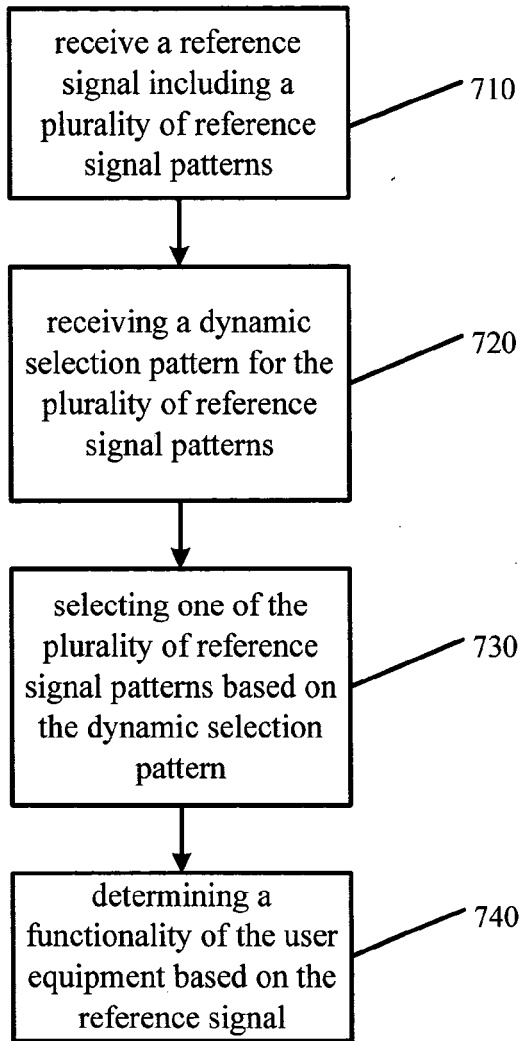 receive a reference
signal including a
plurality of reference
signal patterns
710
receiving a dynamic
selection pattern for the
plurality of reference
signal patterns
720
selecting one of the
plurality of reference
signal patterns based on
the dynamic selection
pattern
730
determining a
functionality of the user
equipment based on the
reference signal
740